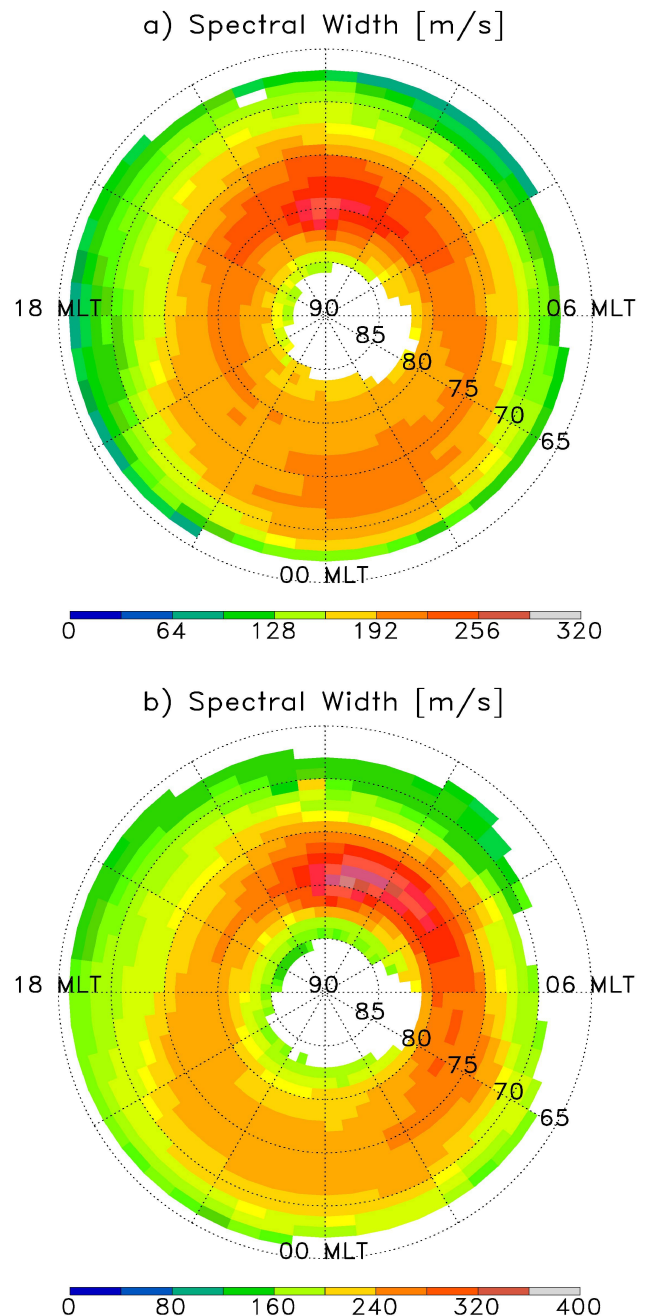 a) Spectral Width [m/s]
18 MLT
90
06 MLT
85
80
75
70
65
00 MLT
0 64 128 192 256 320
b) Spectral Width [m/s]
18 MLT
90
06 MLT
85
80
75
70
65
00 MLT
0 80 160 240 320 400